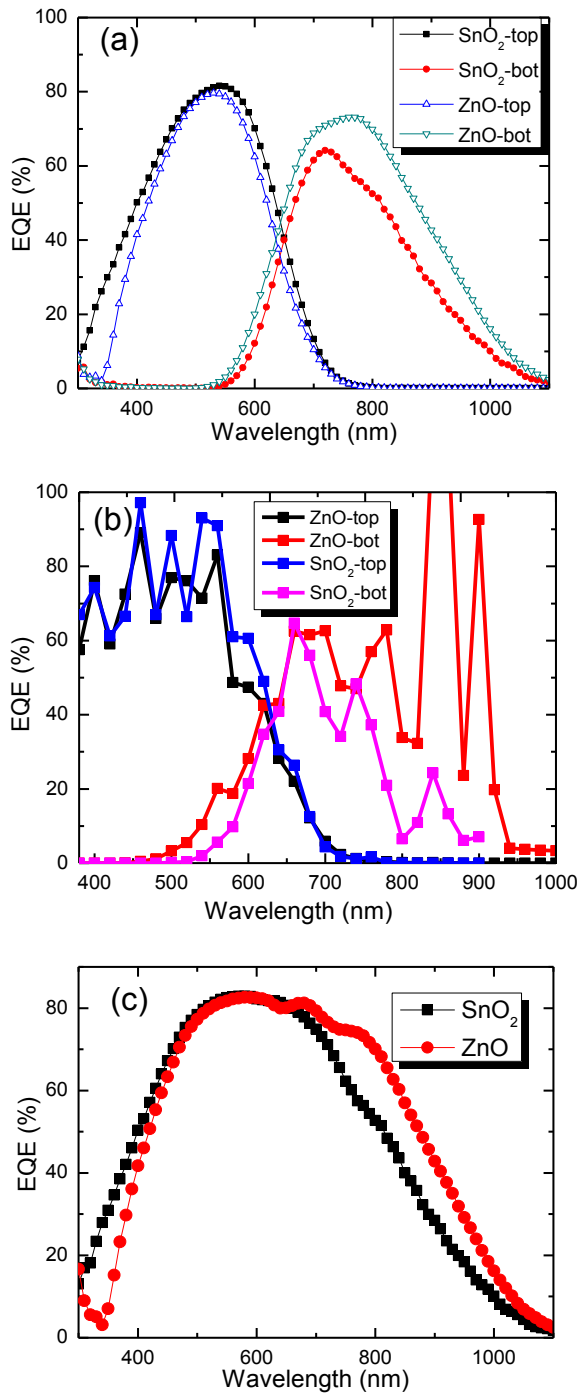 (a)
SnO₂-top
SnO₂-bot
ZnO-top
ZnO-bot
EQE (%)
100
80
60
40
20
0
400 600 800 1000
Wavelength (nm)
(b)
ZnO-top
ZnO-bot
SnO₂-top
SnO₂-bot
EQE (%)
100
80
60
40
20
0
400 500 600 700 800 900 1000
Wavelength (nm)
(c)
SnO₂
ZnO
EQE (%)
80
60
40
20
0
400 600 800 1000
Wavelength (nm)